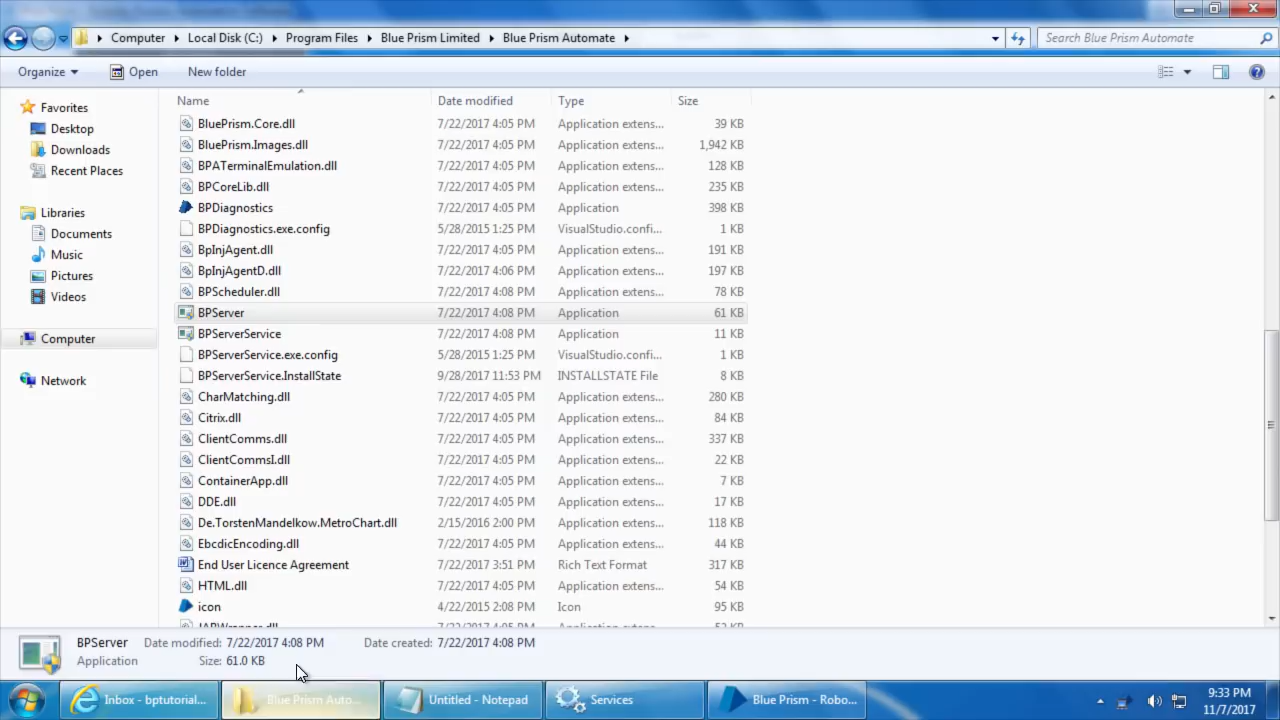 Computer Local Disk (C:) Program Files Blue Prism Limited Blue Prism Automate Search Blue Prism Automate
Organize Open New folder
Favorites
Desktop
Downloads
Recent Places
Libraries
Documents
Music
Pictures
Videos
Computer
Network
Name Date modified Type Size
BluePrism.Core.dll 7/22/2017 4:05 PM Application extens... 39 KB
BluePrism.Images.dll 7/22/2017 4:05 PM Application extens... 1,942 KB
BPATerminalEmulation.dll 7/22/2017 4:05 PM Application extens... 128 KB
BPCoreLib.dll 7/22/2017 4:05 PM Application extens... 235 KB
BPDiagnostics 7/22/2017 4:05 PM Application 398 KB
BPDiagnostics.exe.config 5/28/2015 1:25 PM VisualStudio.confi... 1 KB
BpInjAgent.dll 7/22/2017 4:05 PM Application extens... 191 KB
BpInjAgentD.dll 7/22/2017 4:06 PM Application extens... 197 KB
BPScheduler.dll 7/22/2017 4:08 PM Application extens... 78 KB
BPServer 7/22/2017 4:08 PM Application 61 KB
BPServerService 7/22/2017 4:08 PM Application 11 KB
BPServerService.exe.config 5/28/2015 1:25 PM VisualStudio.confi... 1 KB
BPServerService.InstallState 9/28/2017 11:53 PM INSTALLSTATE File 8 KB
CharMatching.dll 7/22/2017 4:05 PM Application extens... 280 KB
Citrix.dll 7/22/2017 4:05 PM Application extens... 84 KB
ClientComms.dll 7/22/2017 4:05 PM Application extens... 337 KB
ClientCommsI.dll 7/22/2017 4:05 PM Application extens... 22 KB
ContainerApp.dll 7/22/2017 4:05 PM Application extens... 7 KB
DDE.dll 7/22/2017 4:05 PM Application extens... 17 KB
De.TorstenMandelkow.MetroChart.dll 2/15/2016 2:00 PM Application extens... 118 KB
EbcdicEncoding.dll 7/22/2017 4:05 PM Application extens... 44 KB
End User Licence Agreement 7/22/2017 3:51 PM Rich Text Format 317 KB
HTML.dll 7/22/2017 4:05 PM Application extens... 54 KB
icon 4/22/2015 2:08 PM Icon 95 KB
BPServer Date modified: 7/22/2017 4:08 PM Date created: 7/22/2017 4:08 PM
Application Size: 61.0 KB
Inbox - bptutorial... Blue Prism Auto... Untitled - Notepad Services Blue Prism - Robo... 9:33 PM
11/7/2017